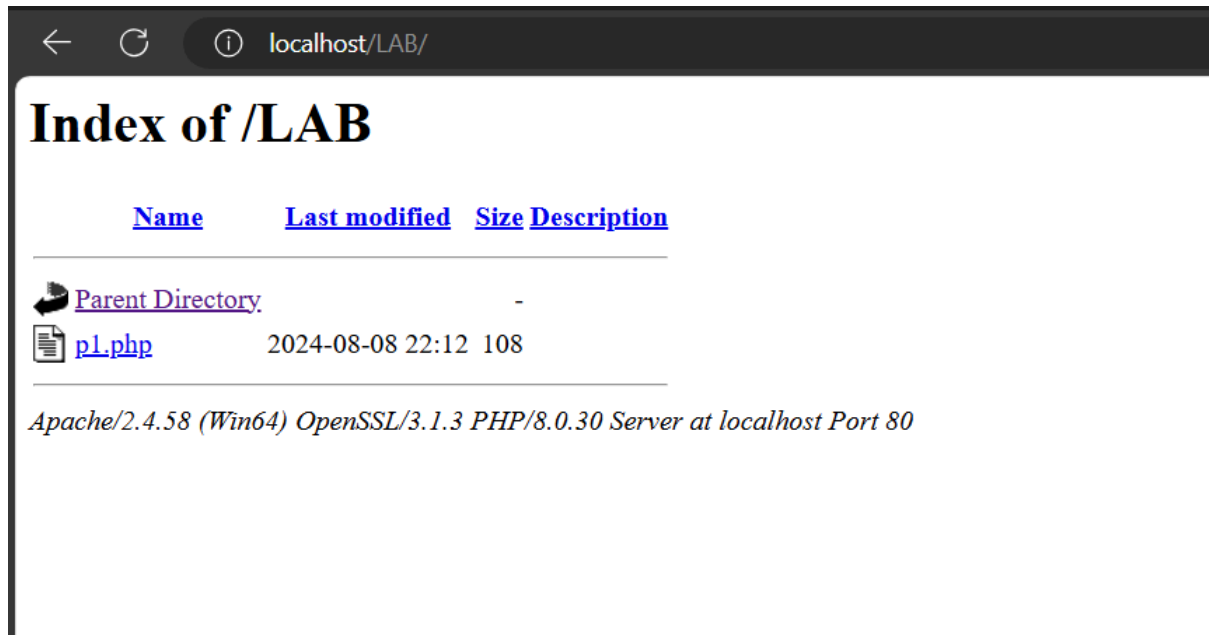 localhost/LAB/
Index of /LAB
Name Last modified Size Description
Parent Directory -
p1.php 2024-08-08 22:12 108
Apache/2.4.58 (Win64) OpenSSL/3.1.3 PHP/8.0.30 Server at localhost Port 80